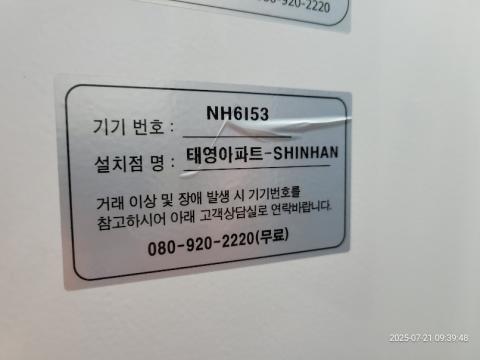 920-2220
기기 번호 : NH6I53
설치점 명 : 태영아파트-SHINHAN
거래 이상 및 장애 발생 시 기기번호를
참고하시어 아래 고객상담실로 연락바랍니다.
080-920-2220(무료)
2025-07-21 09:39:48